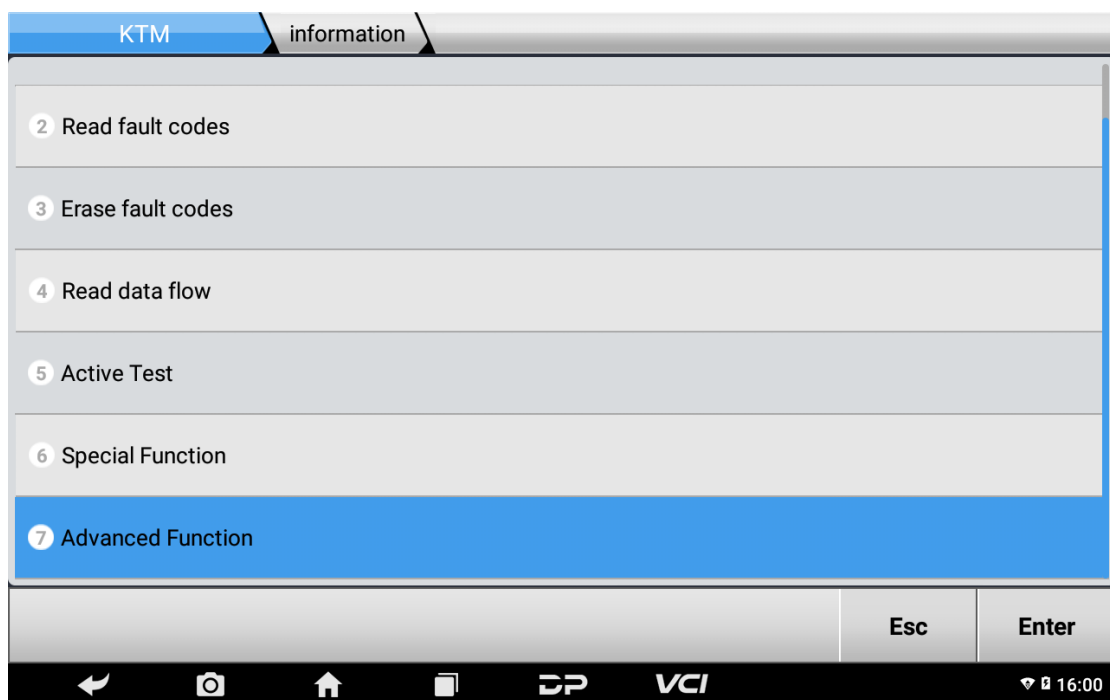 KTM
information
2 Read fault codes
3 Erase fault codes
4 Read data flow
5 Active Test
6 Special Function
7 Advanced Function
Esc
Enter
DP
VCI
16:00